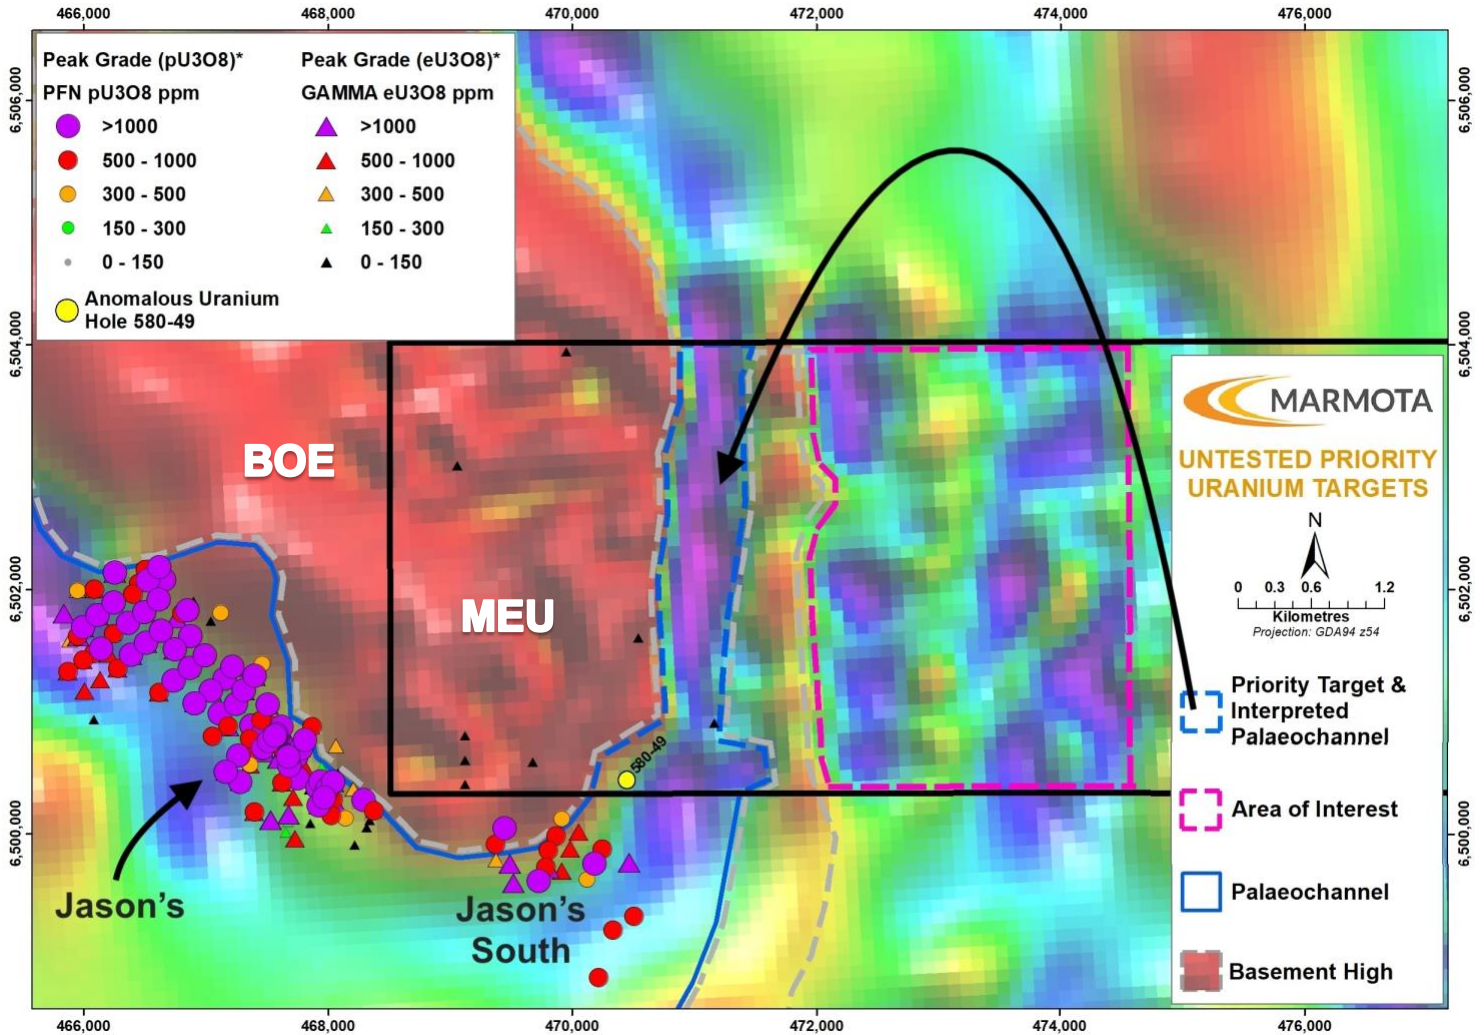 466,000 468,000 470,000 472,000 474,000 476,000
Peak Grade (pU3O8)*
PFN pU3O8 ppm
>1000
500 - 1000
300 - 500
150 - 300
0 - 150
Anomalous Uranium
Hole 580-49
Peak Grade (eU3O8)*
GAMMA eU3O8 ppm
>1000
500 - 1000
300 - 500
150 - 300
0 - 150
6,506,000
6,504,000
6,502,000
6,500,000
6,506,000
6,504,000
6,502,000
6,500,000
BOE
MEU
580-49
Jason's
Jason's
South
MARMOTA
UNTESTED PRIORITY
URANIUM TARGETS
N
0 0.3 0.6 1.2
Kilometres
Projection: GDA94 z54
Priority Target &
Interpreted
Palaeochannel
Area of Interest
Palaeochannel
Basement High
466,000 468,000 470,000 472,000 474,000 476,000